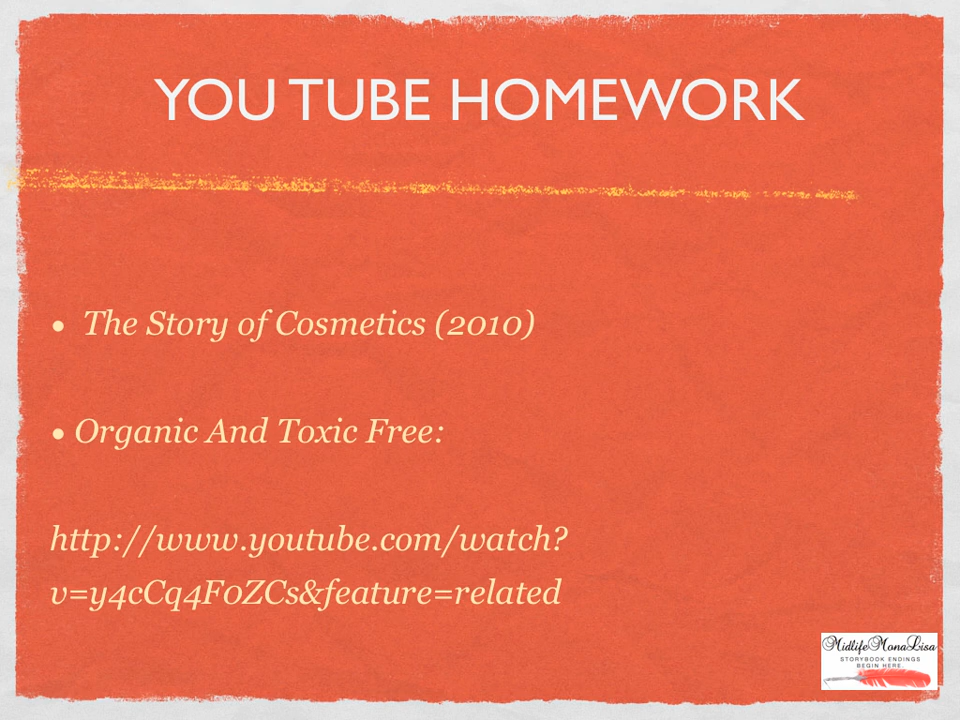 YOU TUBE HOMEWORK
• The Story of Cosmetics (2010)
• Organic And Toxic Free:
http://www.youtube.com/watch?
v=y4cCq4F0ZCs&feature=related
MidlifeMonaLisa
STORYBOOK ENDINGS
BEGIN HERE.